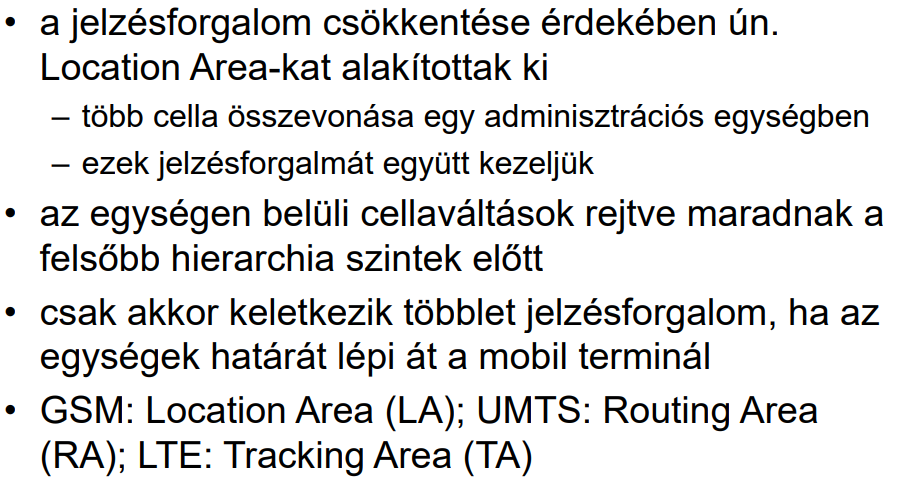 • a jelzésforgalom csökkentése érdekében ún.
Location Area-kat alakítottak ki
– több cella összevonása egy adminisztrációs egységben
– ezek jelzésforgalmát együtt kezeljük
• az egységen belüli cellaváltások rejtve maradnak a
felsőbb hierarchia szintek előtt
• csak akkor keletkezik többlet jelzésforgalom, ha az
egységek határát lépi át a mobil terminál
• GSM: Location Area (LA); UMTS: Routing Area
(RA); LTE: Tracking Area (TA)